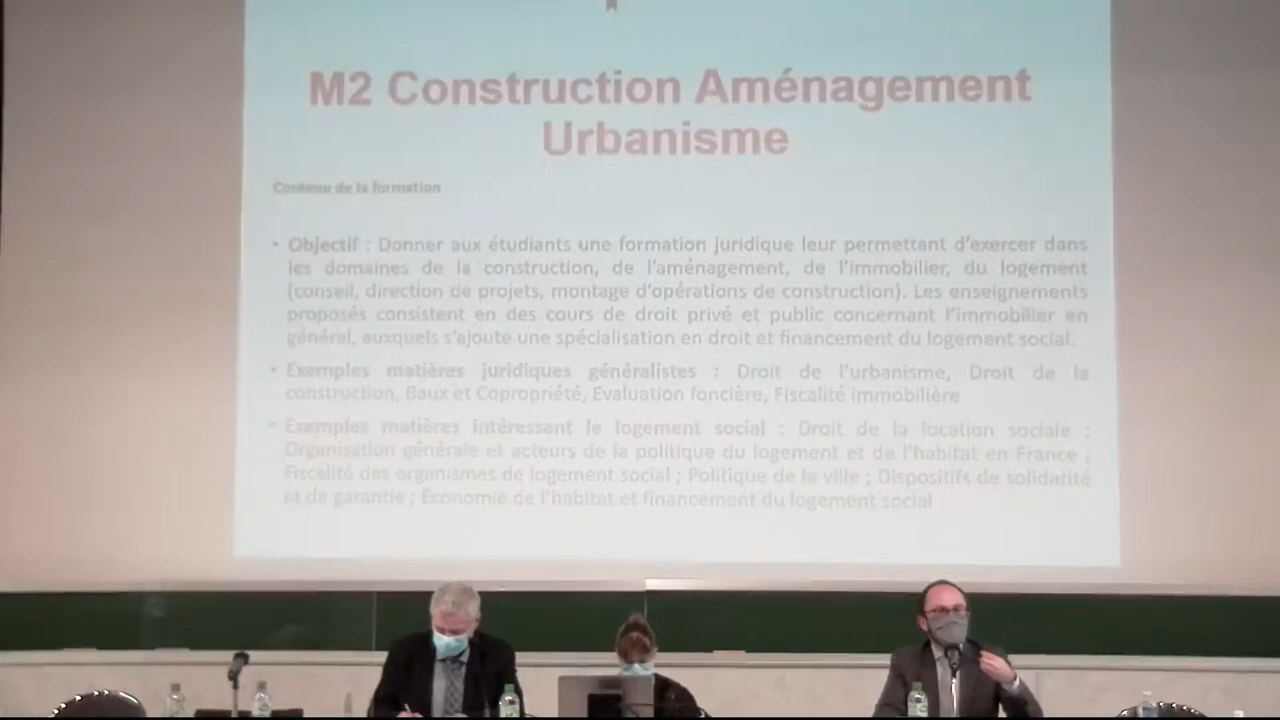 M2 Construction Aménagement
Urbanisme
Contenu de la formation
• Objectif : Donner aux étudiants une formation juridique leur permettant d'exercer dans
les domaines de la construction, de l'aménagement, de l'immobilier, du logement
(conseil, direction de projets, montage d'opérations de construction). Les enseignements
proposés consistent en des cours de droit privé et public concernant l'immobilier en
général, auxquels s'ajoute une spécialisation en droit et financement du logement social.
• Exemples matières juridiques généralistes : Droit de l'urbanisme, Droit de la
construction, Baux et Copropriété, Evaluation foncière, Fiscalité immobilière
• Exemples matières intéressant le logement social : Droit de la location sociale ;
Organisation générale et acteurs de la politique du logement et de l'habitat en France ;
Fiscalité des organismes de logement social ; Politique de la ville ; Dispositifs de solidarité
et de garantie ; Economie de l'habitat et financement du logement social